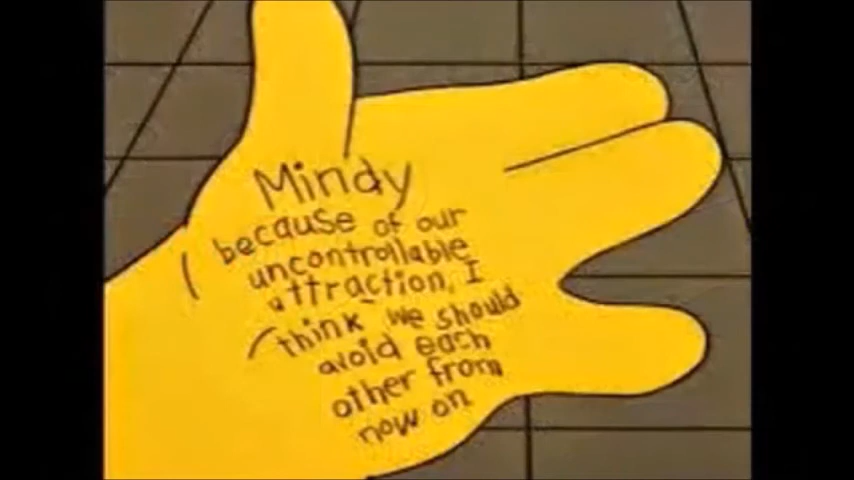 Mindy
because of our
uncontrollable
attraction, I
think we should
avoid each
other from
now on